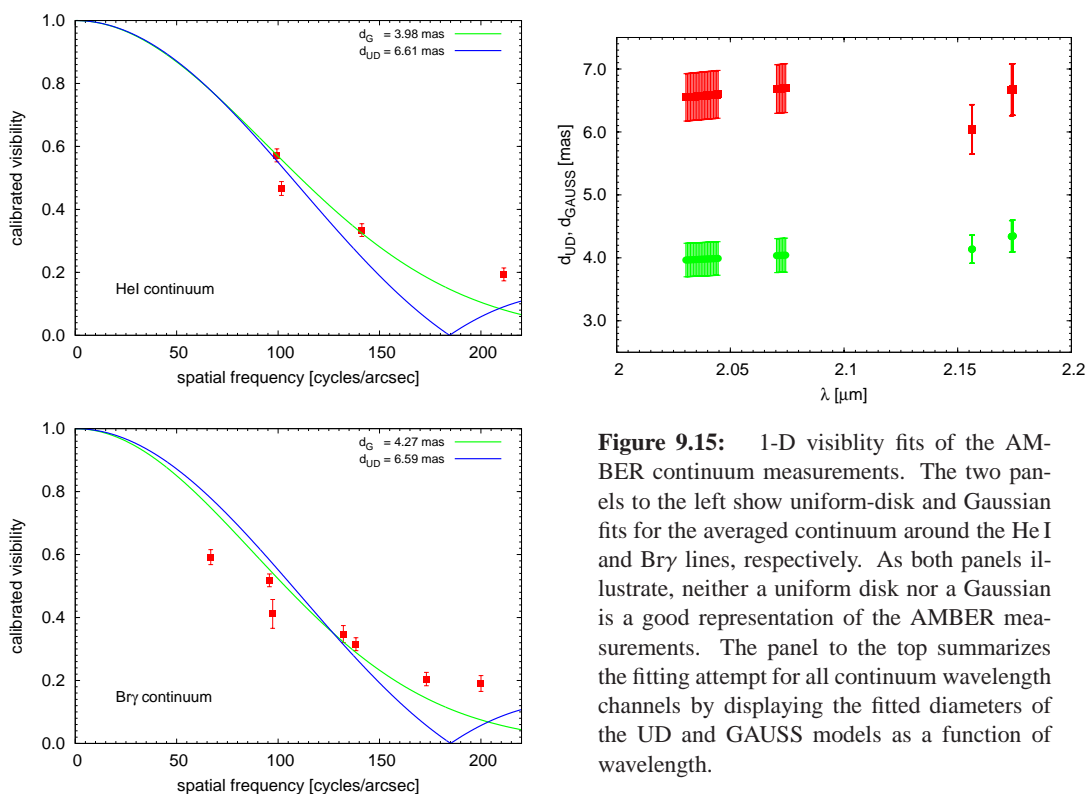 1.0
0.8
0.6
0.4
0.2
0.0
calibrated visibility
d_G = 3.98 mas
d_UD = 6.61 mas
HeI continuum
0 50 100 150 200
spatial frequency [cycles/arcsec]
7.0
6.0
5.0
4.0
3.0
d_UD, d_GAUSS [mas]
2 2.05 2.1 2.15 2.2
λ [μm]
1.0
0.8
0.6
0.4
0.2
0.0
calibrated visibility
d_G = 4.27 mas
d_UD = 6.59 mas
Brγ continuum
0 50 100 150 200
spatial frequency [cycles/arcsec]
Figure 9.15: 1-D visiblity fits of the AM-
BER continuum measurements. The two pan-
els to the left show uniform-disk and Gaussian
fits for the averaged continuum around the He I
and Brγ lines, respectively. As both panels il-
lustrate, neither a uniform disk nor a Gaussian
is a good representation of the AMBER mea-
surements. The panel to the top summarizes
the fitting attempt for all continuum wavelength
channels by displaying the fitted diameters of
the UD and GAUSS models as a function of
wavelength.